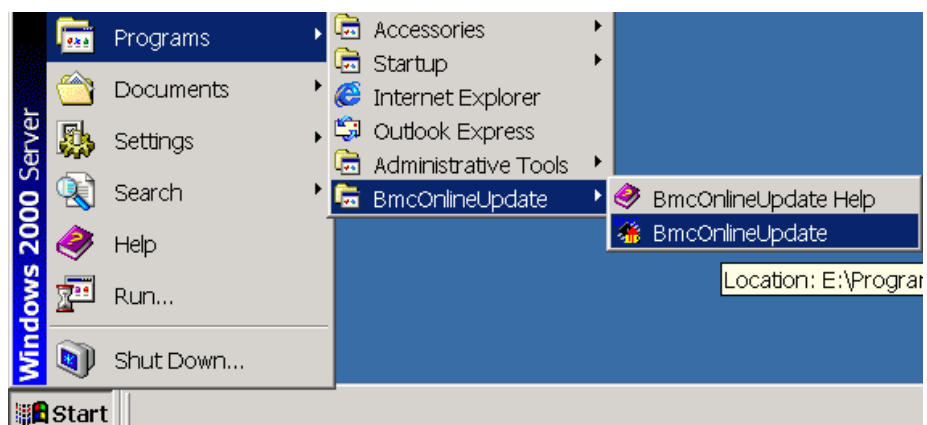 Windows 2000 Server
Programs
Documents
Settings
Search
Help
Run...
Shut Down...
Start
Accessories
Startup
Internet Explorer
Outlook Express
Administrative Tools
BmcOnlineUpdate
BmcOnlineUpdate Help
BmcOnlineUpdate
Location: E:\Progra